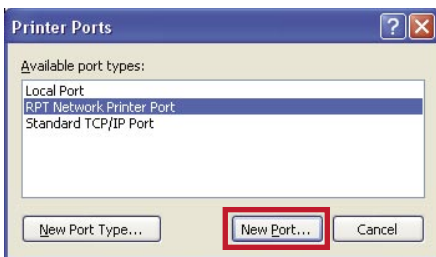 Printer Ports
Available port types:
Local Port
RPT Network Printer Port
Standard TCP/IP Port
New Port Type... New Port... Cancel